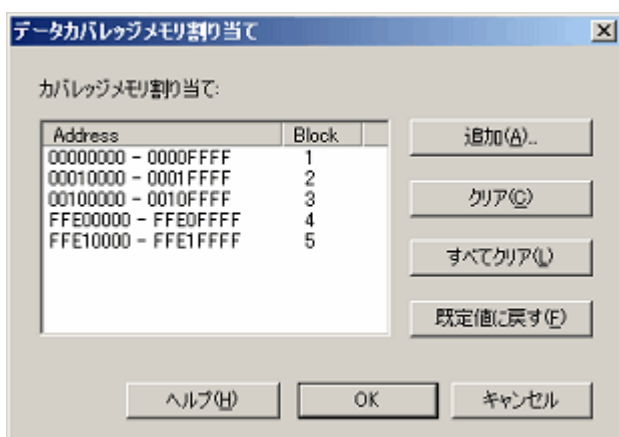 データカバレッジメモリ割り当て
カバレッジメモリ割り当て:
Address Block
00000000 - 0000FFFF 1
00010000 - 0001FFFF 2
00100000 - 0010FFFF 3
FFE00000 - FFE0FFFF 4
FFE10000 - FFE1FFFF 5
追加(A)...
クリア(C)
すべてクリア(L)
既定値に戻す(F)
ヘルプ(H)
OK
キャンセル